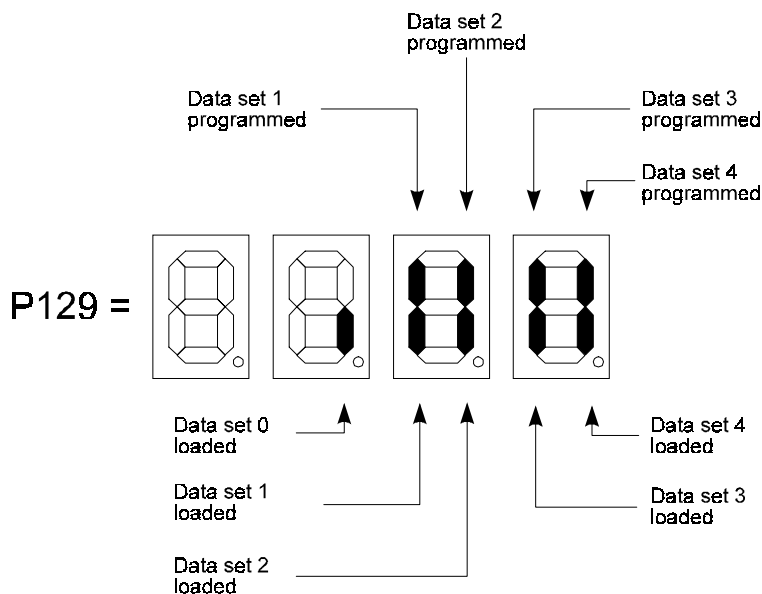 Data set 2
programmed
Data set 1
programmed
Data set 3
programmed
Data set 4
programmed
P129 =
Data set 0
loaded
Data set 4
loaded
Data set 1
loaded
Data set 3
loaded
Data set 2
loaded